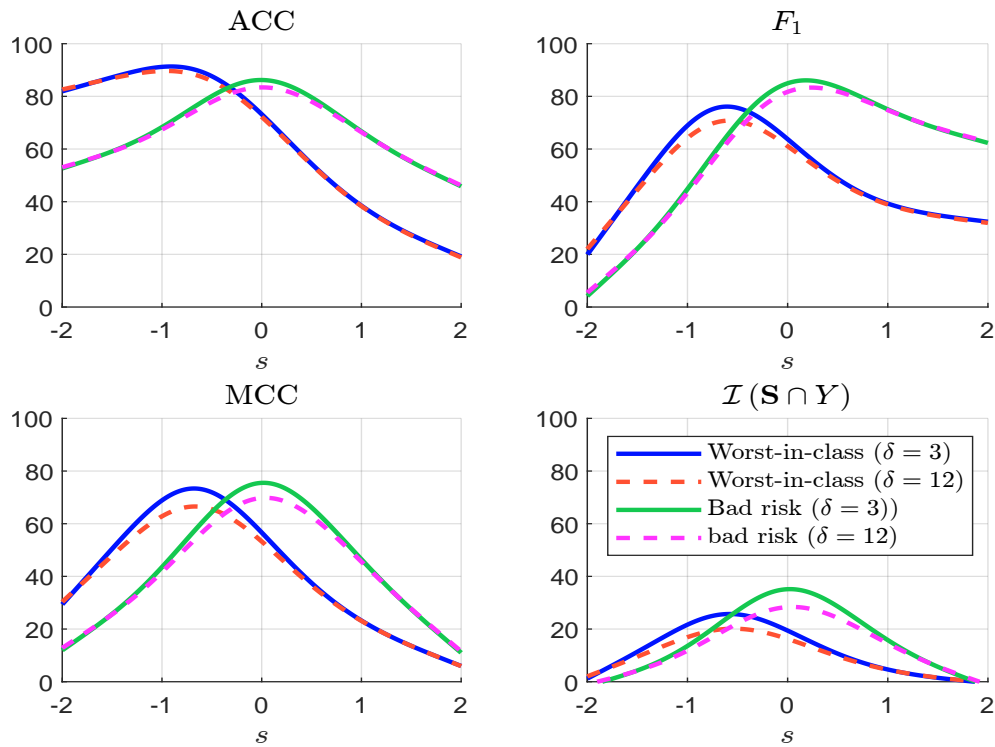 ACC
100
80
60
40
20
0
-2 -1 0 1 2
s
F₁
100
80
60
40
20
0
-2 -1 0 1 2
s
MCC
100
80
60
40
20
0
-2 -1 0 1 2
s
𝓘 (𝐒 ∩ Y)
100
80
60
40
20
0
Worst-in-class (δ = 3)
Worst-in-class (δ = 12)
Bad risk (δ = 3))
bad risk (δ = 12)
-2 -1 0 1 2
s